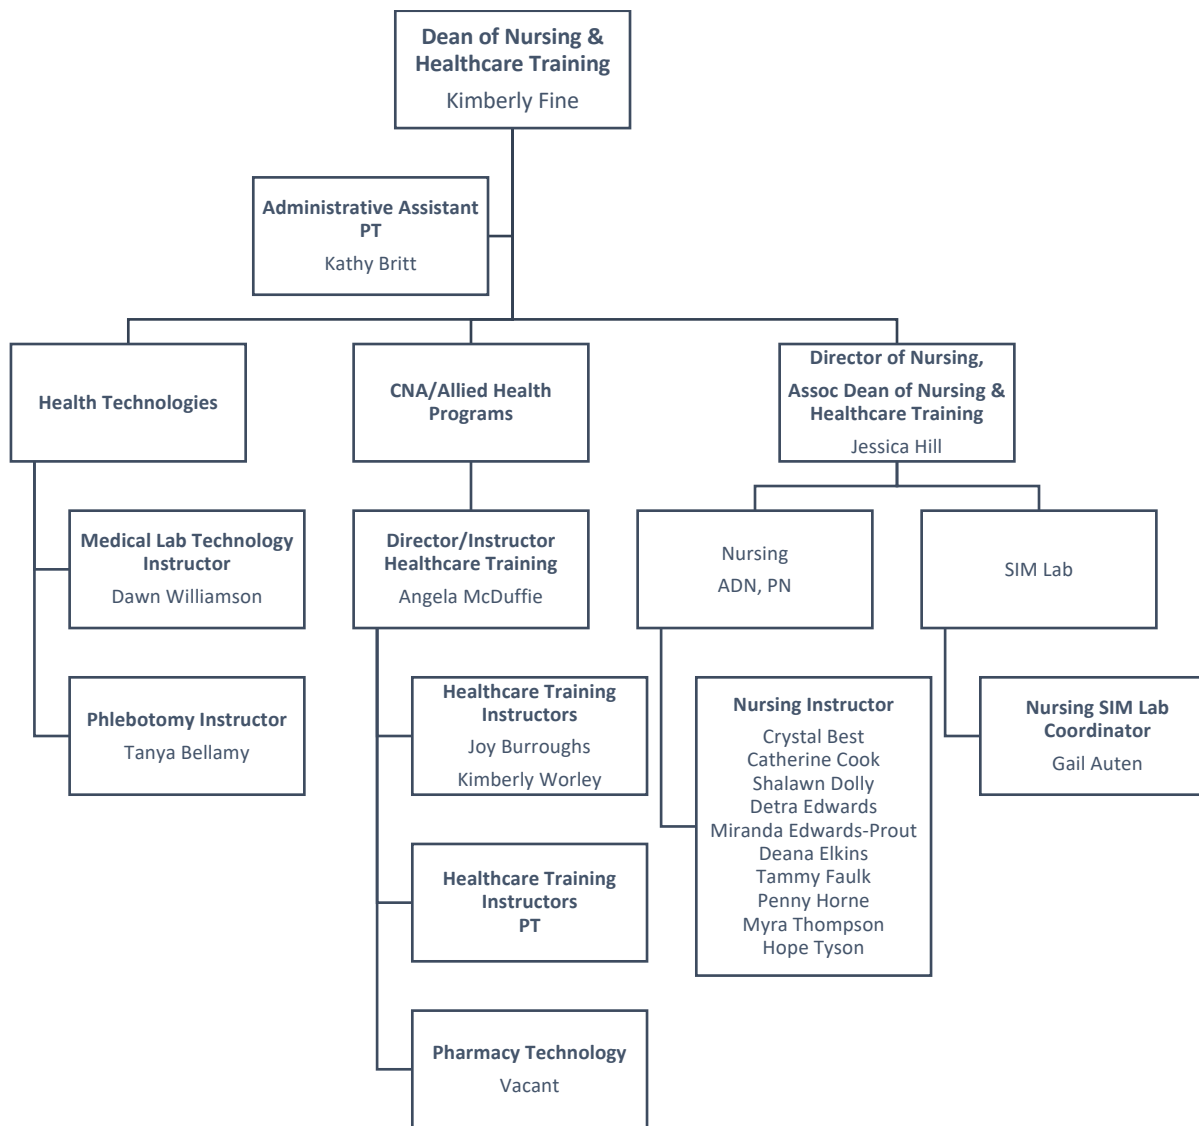 Dean of Nursing &
Healthcare Training
Kimberly Fine
Administrative Assistant
PT
Kathy Britt
Health Technologies
CNA/Allied Health
Programs
Director of Nursing,
Assoc Dean of Nursing &
Healthcare Training
Jessica Hill
Medical Lab Technology
Instructor
Dawn Williamson
Director/Instructor
Healthcare Training
Angela McDuffie
Nursing
ADN, PN
SIM Lab
Phlebotomy Instructor
Tanya Bellamy
Healthcare Training
Instructors
Joy Burroughs
Kimberly Worley
Nursing Instructor
Crystal Best
Catherine Cook
Shalawn Dolly
Detra Edwards
Miranda Edwards-Prout
Deana Elkins
Tammy Faulk
Penny Horne
Myra Thompson
Hope Tyson
Nursing SIM Lab
Coordinator
Gail Auten
Healthcare Training
Instructors
PT
Pharmacy Technology
Vacant